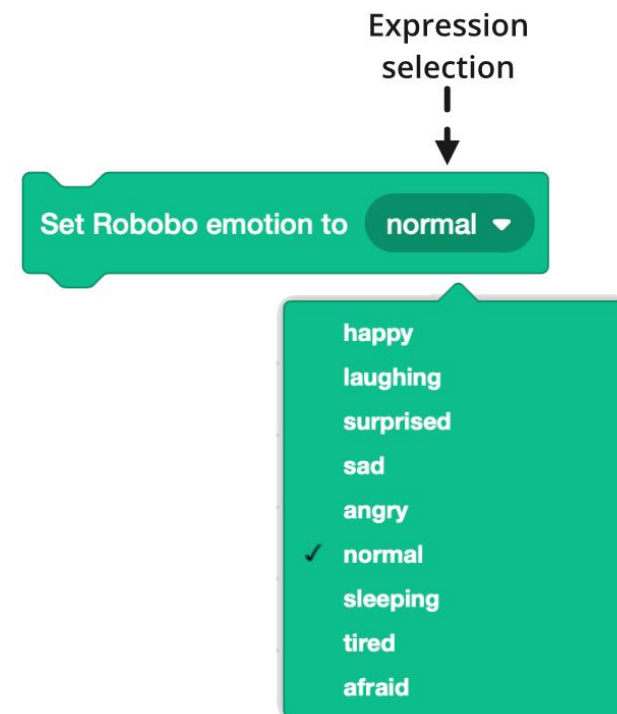 Expression
selection
Set Robobo emotion to normal
happy
laughing
surprised
sad
angry
✓ normal
sleeping
tired
afraid